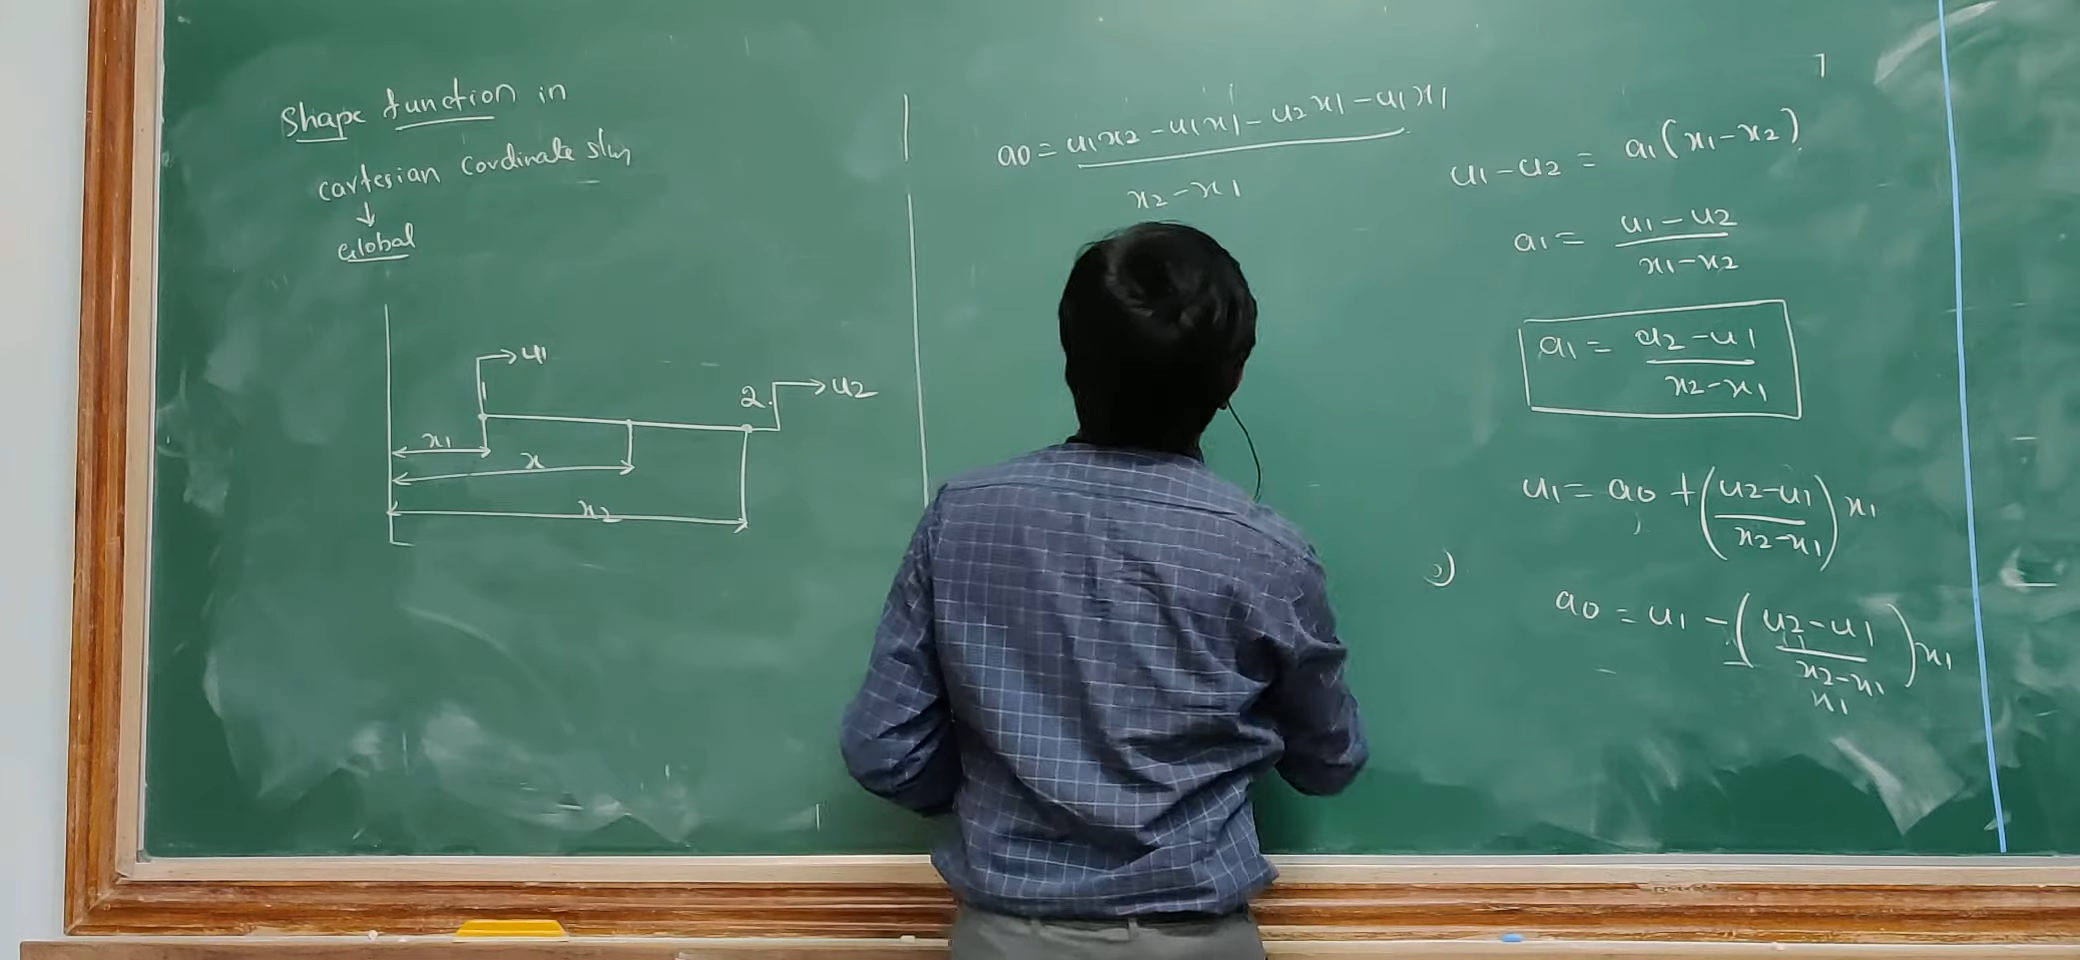 Shape function in
cartesian cordinate s/m
↓
Global
→u1
1
2.
→u2
x1
x
x2
a0 = u1x2 - u1x1 - u2x1 - u1x1
x2 - x1
u1 - u2 = a1(x1 - x2)
a1 = u1 - u2
x1 - x2
a1 = u2 - u1
x2 - x1
u1 = a0 + (u2 - u1) x1
x2 - x1
a0 = u1 - (u2 - u1) x1
x2 - x1
x1